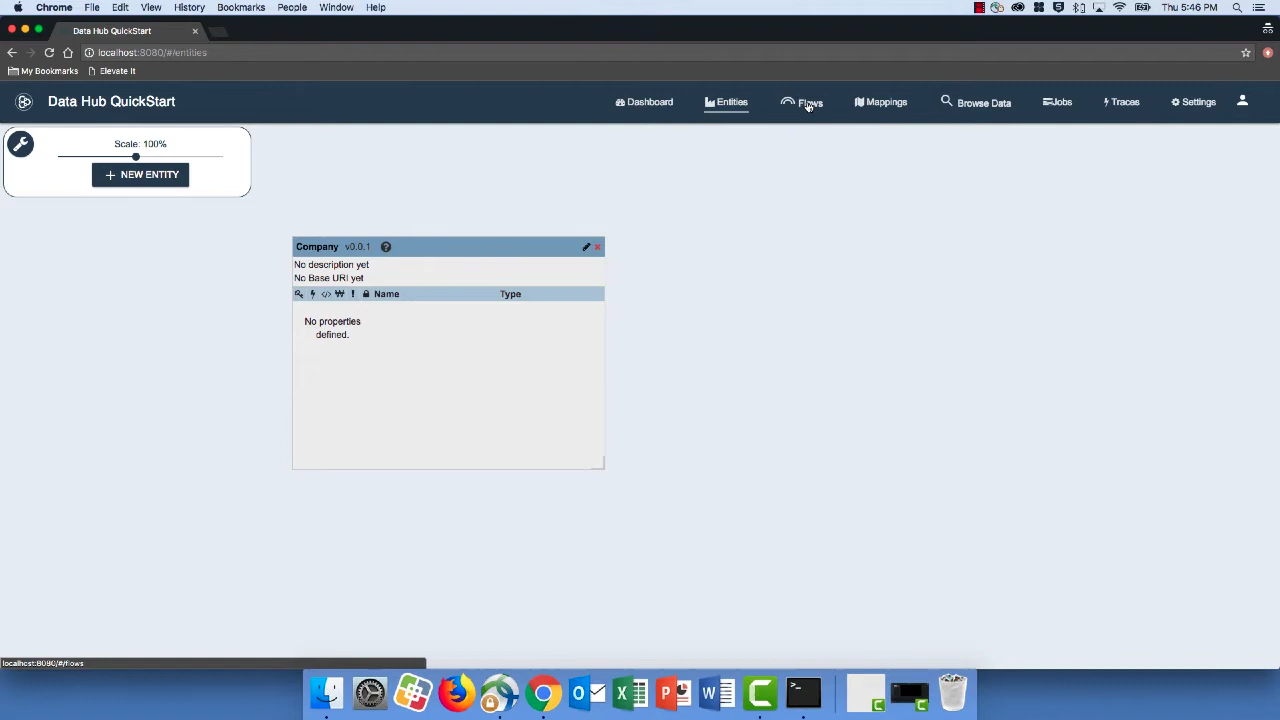 Chrome File Edit View History Bookmarks People Window Help Thu 5:46 PM
Data Hub QuickStart
localhost:8080/#/entities
My Bookmarks Elevate It
Data Hub QuickStart Dashboard Entities Flows Mappings Browse Data Jobs Traces Settings
Scale: 100%
NEW ENTITY
Company v0.0.1
No description yet
No Base URI yet
Name Type
No properties
defined.
localhost:8080/#/flows